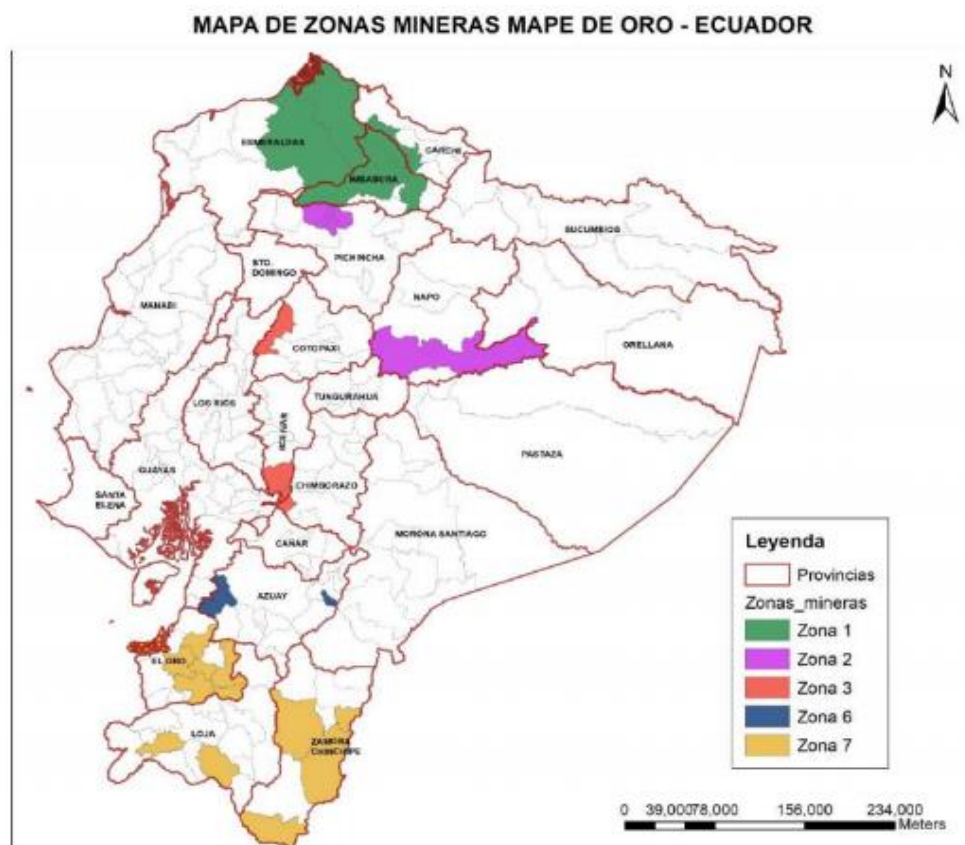 MAPA DE ZONAS MINERAS MAPE DE ORO - ECUADOR
N
ESMERALDAS
CARCHI
IMBABURA
SUCUMBIOS
PICHINCHA
STO.
DOMINGO
NAPO
MANABI
COTOPAXI
ORELLANA
LOS RIOS
TUNGURAHUA
BOLIVAR
PASTAZA
GUAYAS
CHIMBORAZO
SANTA
ELENA
MORONA SANTIAGO
CAÑAR
AZUAY
EL ORO
LOJA
ZAMORA
CHINCHIPE
Leyenda
Provincias
Zonas_mineras
Zona 1
Zona 2
Zona 3
Zona 6
Zona 7
0 39,000 78,000 156,000 234,000
Meters